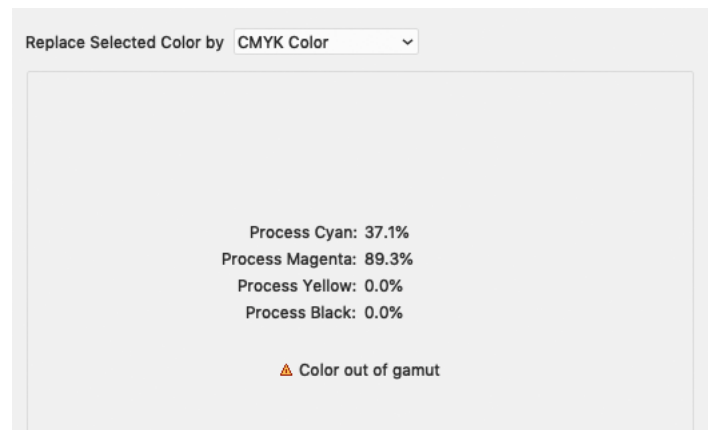 Replace Selected Color by CMYK Color
Process Cyan: 37.1%
Process Magenta: 89.3%
Process Yellow: 0.0%
Process Black: 0.0%
Color out of gamut